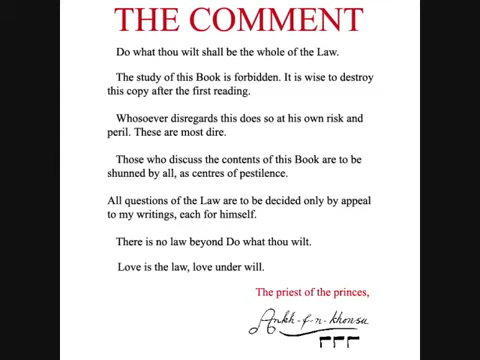 THE COMMENT
Do what thou wilt shall be the whole of the Law.
The study of this Book is forbidden. It is wise to destroy
this copy after the first reading.
Whosoever disregards this does so at his own risk and
peril. These are most dire.
Those who discuss the contents of this Book are to be
shunned by all, as centres of pestilence.
All questions of the Law are to be decided only by appeal
to my writings, each for himself.
There is no law beyond Do what thou wilt.
Love is the law, love under will.
The priest of the princes,
Ankh-f-n-khonsu